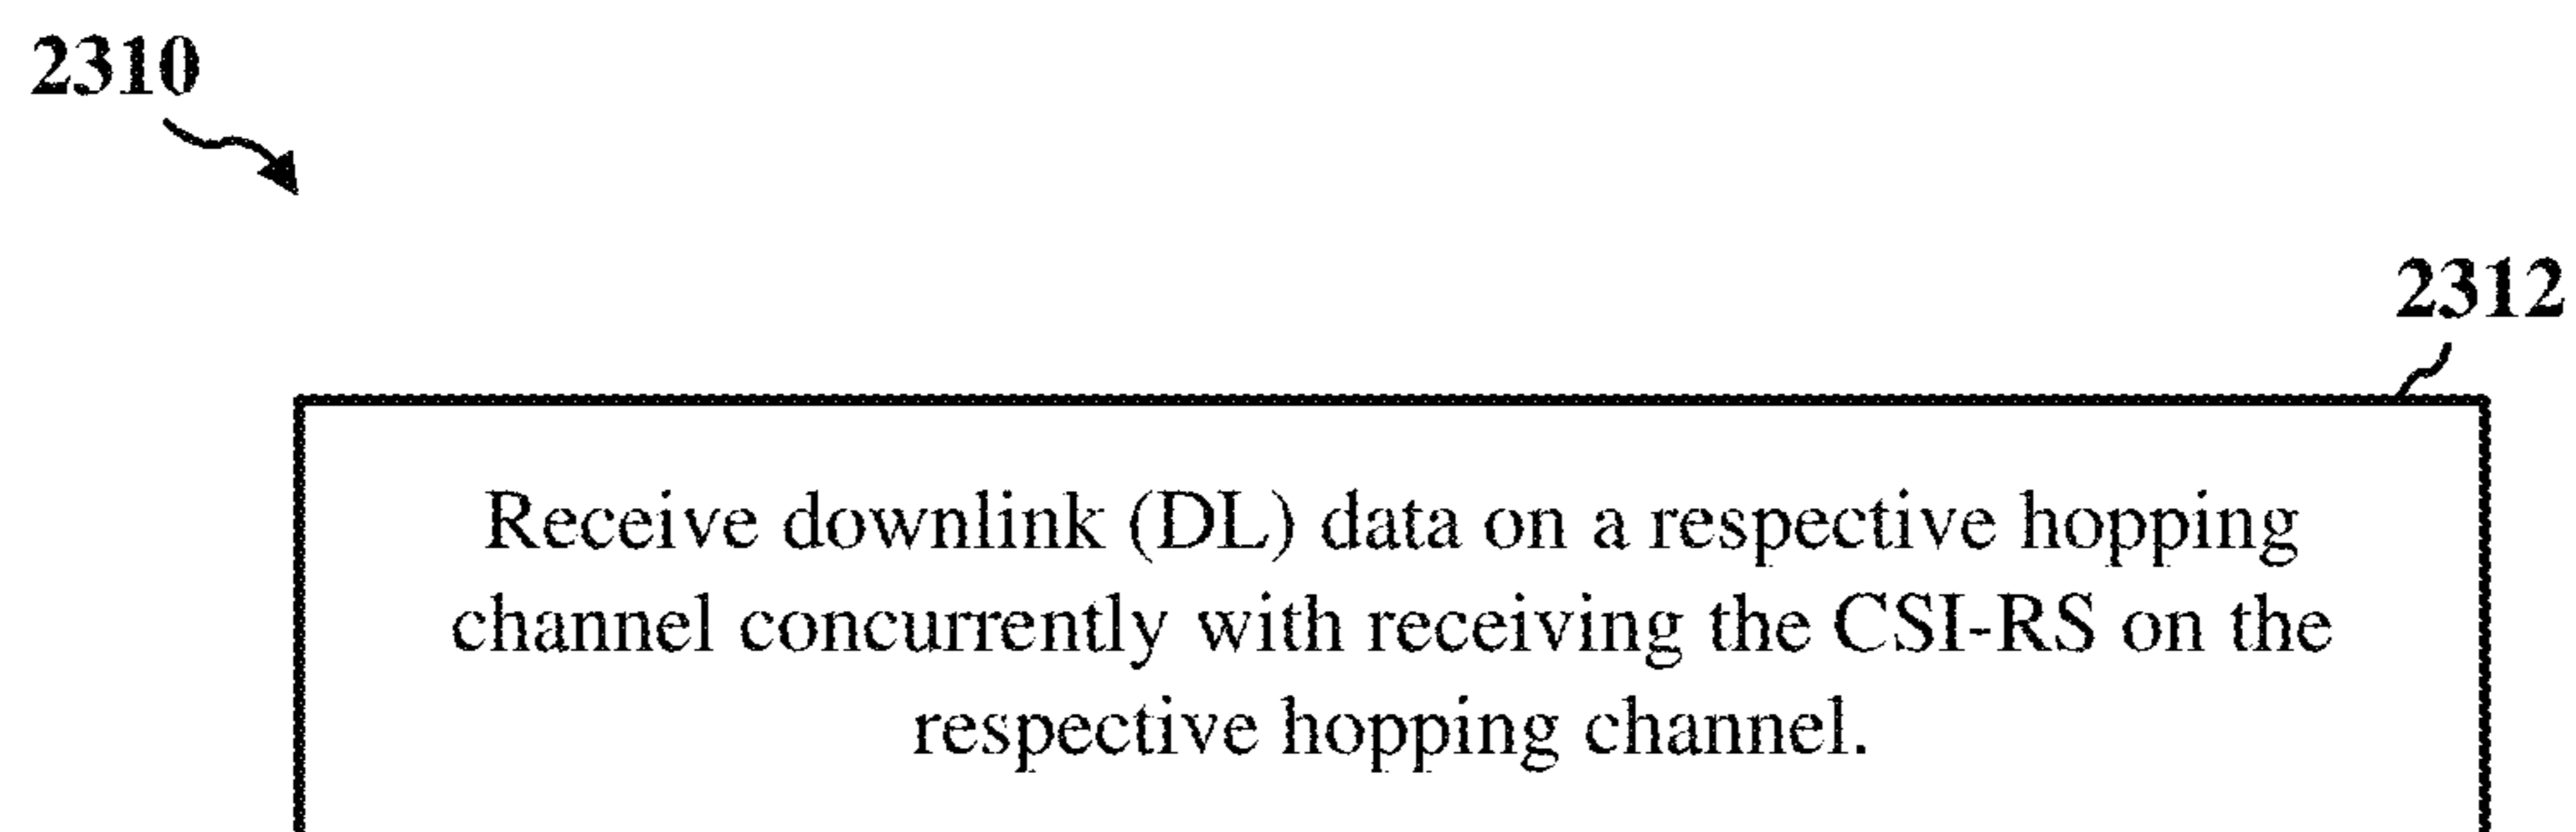 2310
2312
Receive downlink (DL) data on a respective hopping
channel concurrently with receiving the CSI-RS on the
respective hopping channel.